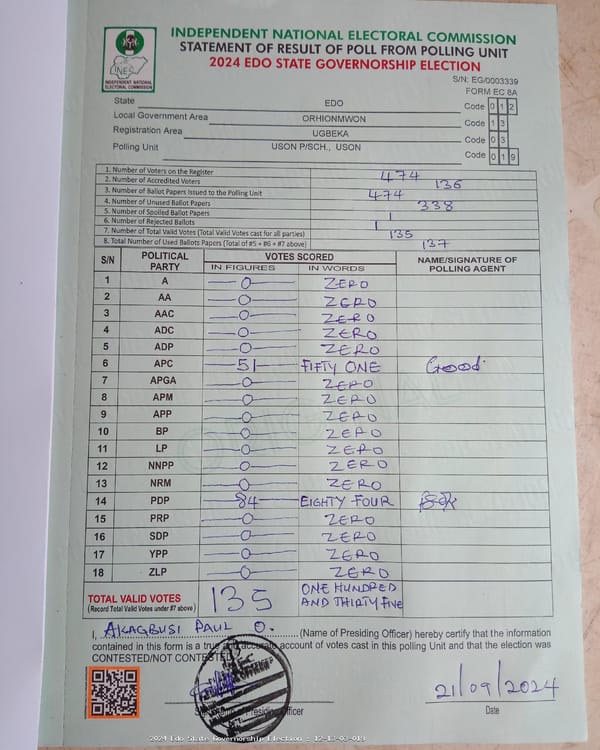 INEC
INDEPENDENT NATIONAL
ELECTORAL COMMISSION
INDEPENDENT NATIONAL ELECTORAL COMMISSION
STATEMENT OF RESULT OF POLL FROM POLLING UNIT
2024 EDO STATE GOVERNORSHIP ELECTION
S/N: EG/0003339
FORM EC 8A
State EDO Code 0 1 2
Local Government Area ORHIONMWON Code 1 3
Registration Area UGBEKA Code 0 3
Polling Unit USON P/SCH., USON Code 0 1 9
1. Number of Voters on the Register 474
2. Number of Accredited Voters 136
3. Number of Ballot Papers Issued to the Polling Unit 474
4. Number of Unused Ballot Papers 338
5. Number of Spoiled Ballot Papers 1
6. Number of Rejected Ballots 1
7. Number of Total Valid Votes (Total Valid Votes cast for all parties) 135
8. Total Number of Used Ballots Papers (Total of #5 + #6 + #7 above) 137
S/N POLITICAL PARTY VOTES SCORED NAME/SIGNATURE OF POLLING AGENT
IN FIGURES IN WORDS
1 A 0 ZERO
2 AA 0 ZERO
3 AAC 0 ZERO
4 ADC 0 ZERO
5 ADP 0 ZERO
6 APC 51 FIFTY ONE Good
7 APGA 0 ZERO
8 APM 0 ZERO
9 APP 0 ZERO
10 BP 0 ZERO
11 LP 0 ZERO
12 NNPP 0 ZERO
13 NRM 0 ZERO
14 PDP 84 EIGHTY FOUR
15 PRP 0 ZERO
16 SDP 0 ZERO
17 YPP 0 ZERO
18 ZLP 0 ZERO
TOTAL VALID VOTES 135 ONE HUNDRED
(Record Total Valid Votes under #7 above) AND THIRTY FIVE
I, AKAGBUSI PAUL O. (Name of Presiding Officer) hereby certify that the information
contained in this form is a true and accurate account of votes cast in this polling Unit and that the election was
CONTESTED/NOT CONTESTED
21/09/2024
Officer Date
2024 Edo State Governorship Election - 12-13-03-019